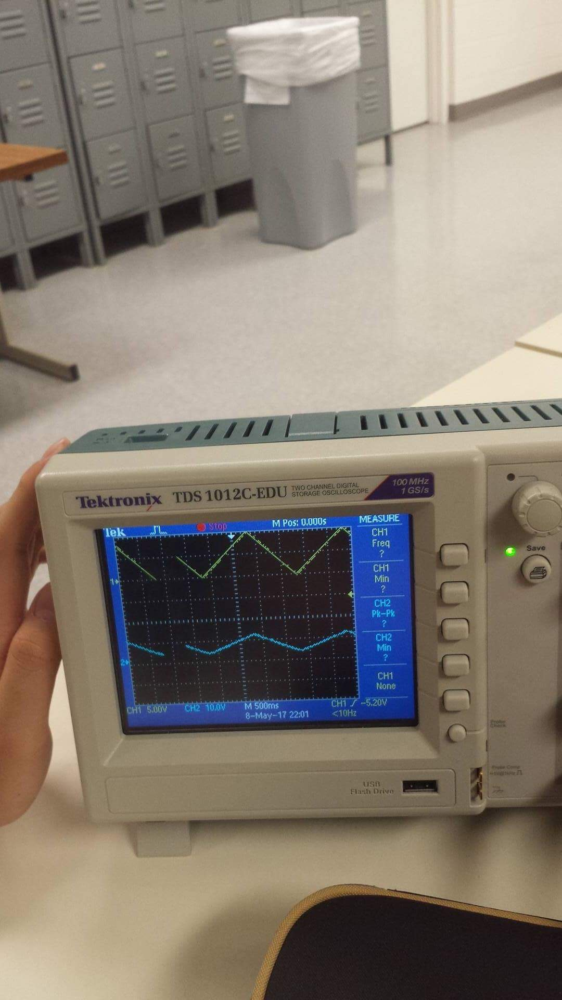 Tektronix TDS 1012C-EDU TWO CHANNEL DIGITAL STORAGE OSCILLOSCOPE 100 MHz 1 GS/s
Tek Stop M Pos: 0.000s MEASURE
CH1
Freq
?
CH1
Min
?
CH2
Pk-Pk
?
CH2
Min
?
CH1
None
1
2
CH1 5.00V CH2 10.0V M 500ms CH1 -5.20V
8-May-17 22:01 <10Hz
Save
Probe
Check
Probe Comp
USB
Flash Drive